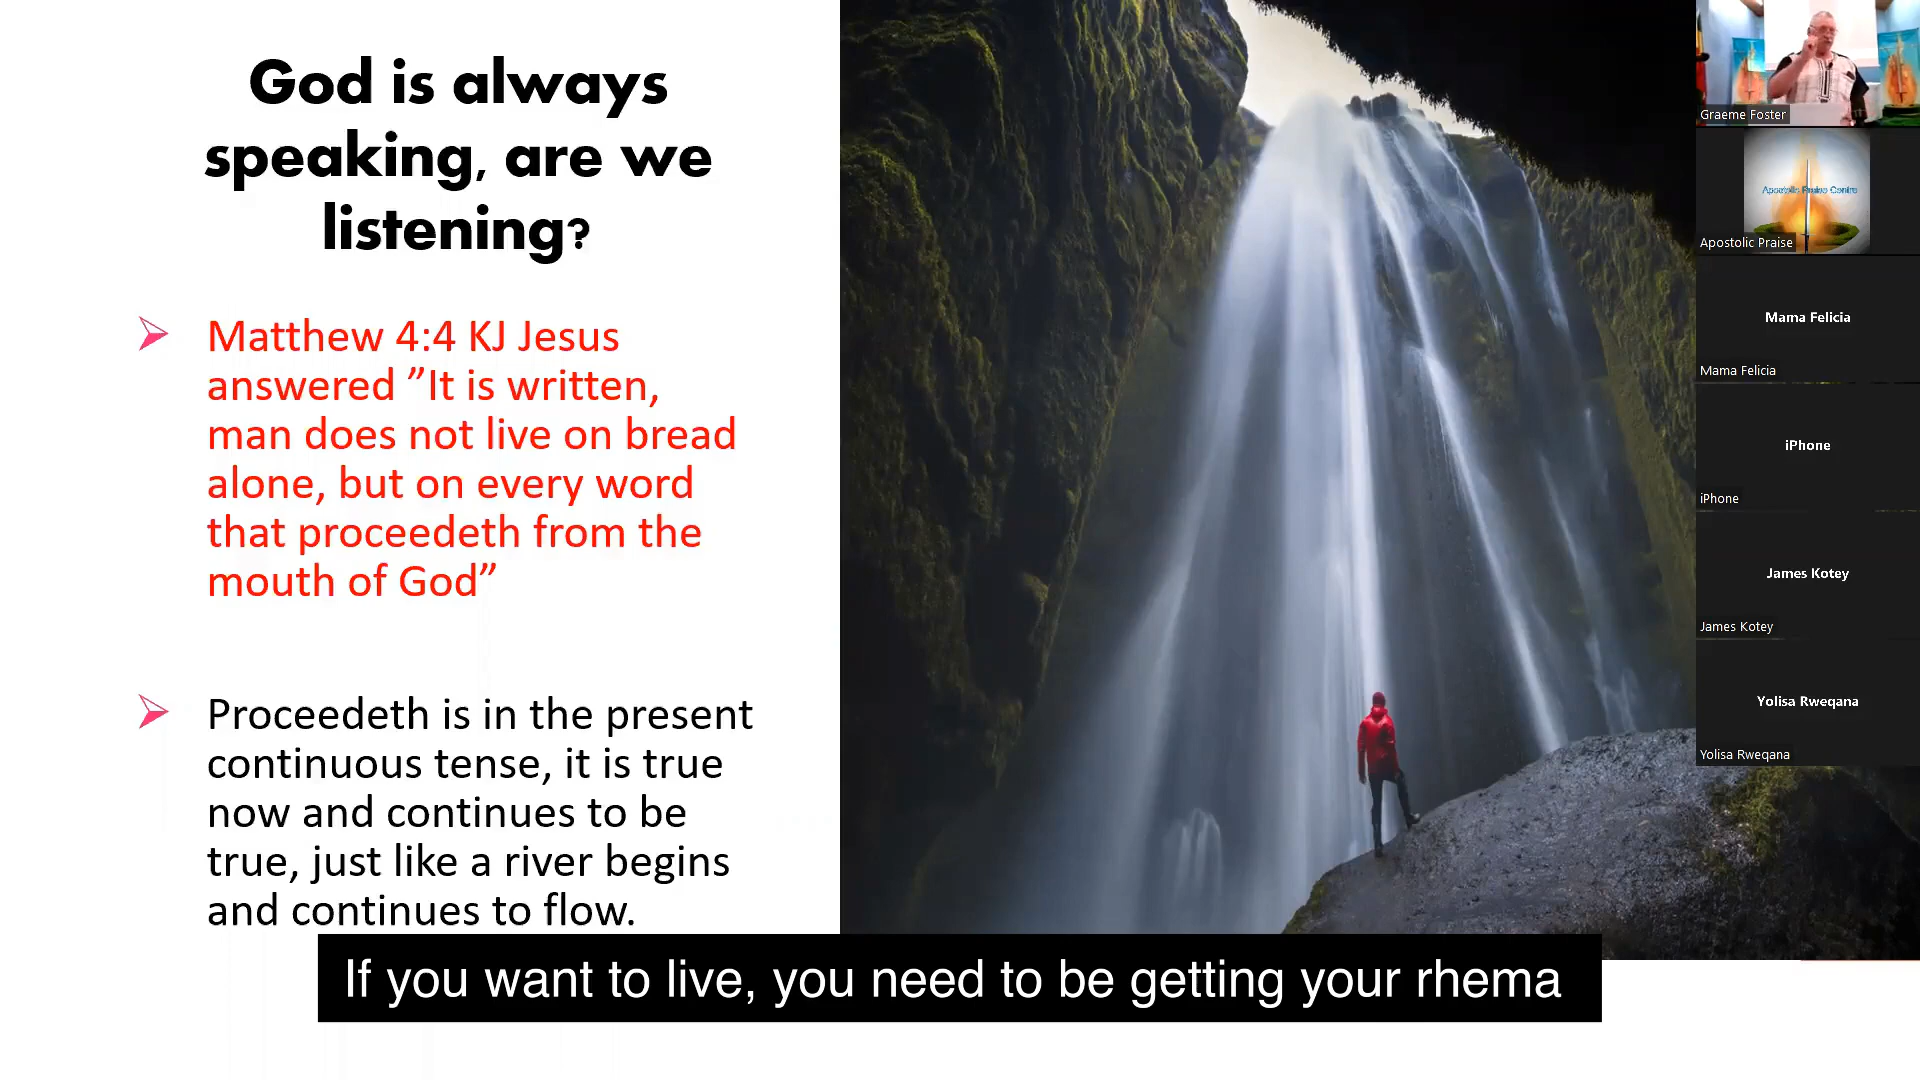 God is always
speaking, are we
listening?
Matthew 4:4 KJ Jesus
answered ”It is written,
man does not live on bread
alone, but on every word
that proceedeth from the
mouth of God”
Proceedeth is in the present
continuous tense, it is true
now and continues to be
true, just like a river begins
and continues to flow.
If you want to live, you need to be getting your rhema
Graeme Foster
Apostolic Praise Centre
Apostolic Praise
Mama Felicia
Mama Felicia
iPhone
iPhone
James Kotey
James Kotey
Yolisa Rweqana
Yolisa Rweqana